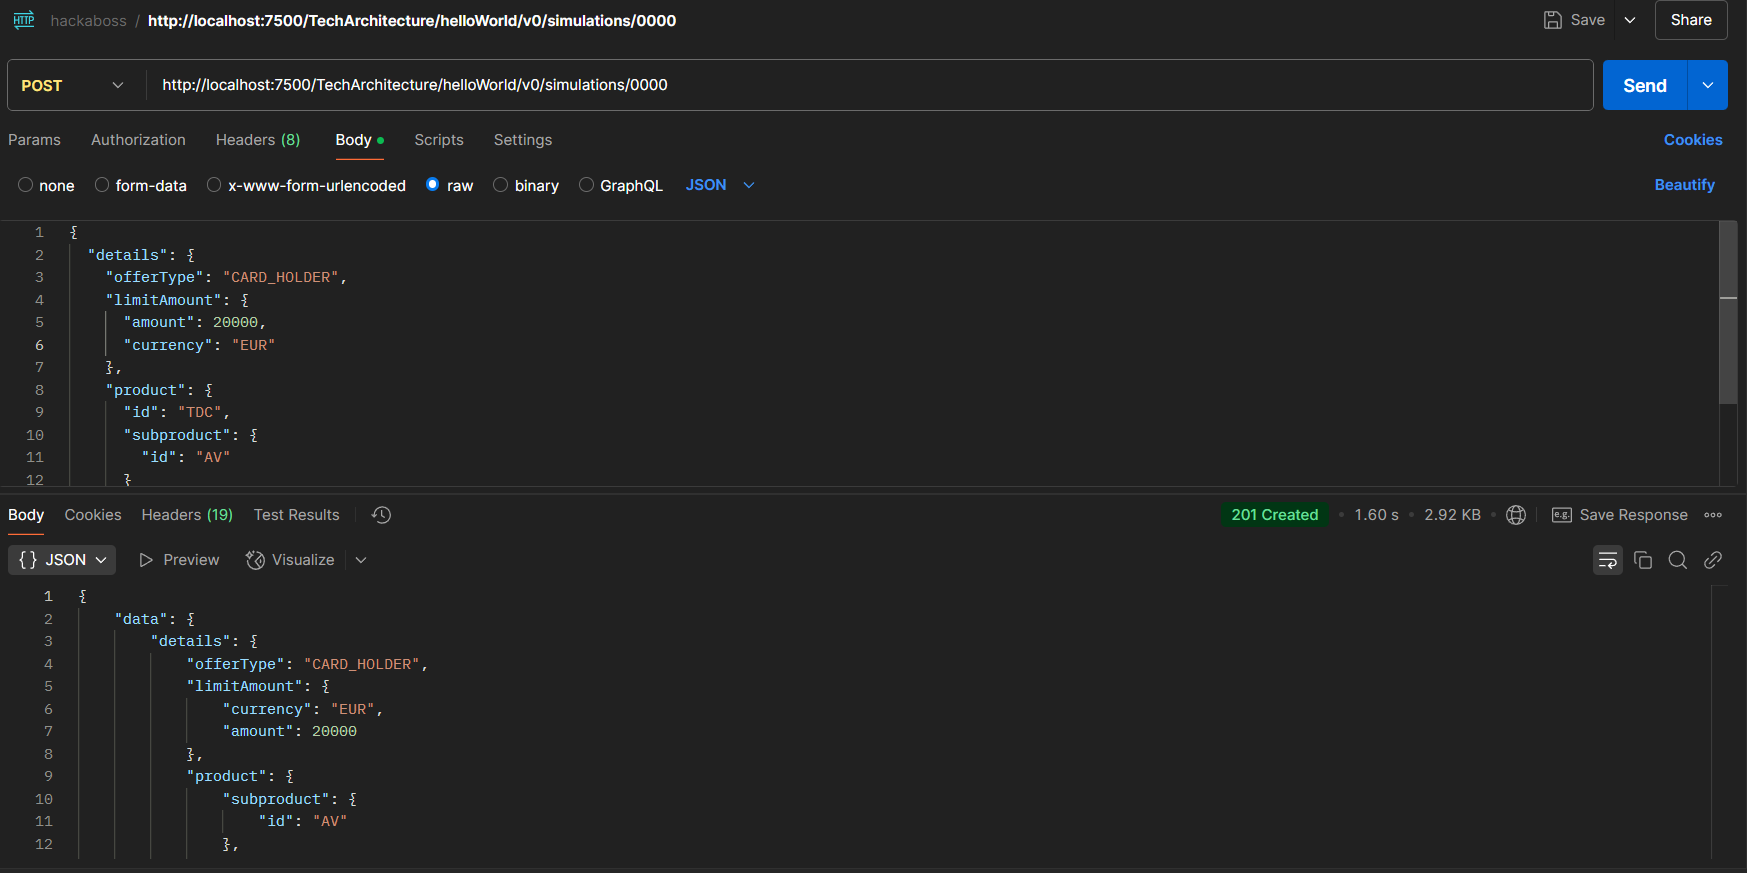 HTTP hackaboss / http://localhost:7500/TechArchitecture/helloWorld/v0/simulations/0000 Save Share
POST http://localhost:7500/TechArchitecture/helloWorld/v0/simulations/0000 Send
Params Authorization Headers (8) Body Scripts Settings Cookies
none form-data x-www-form-urlencoded raw binary GraphQL JSON Beautify
1 {
2 "details": {
3 "offerType": "CARD_HOLDER",
4 "limitAmount": {
5 "amount": 20000,
6 "currency": "EUR"
7 },
8 "product": {
9 "id": "TDC",
10 "subproduct": {
11 "id": "AV"
12 }
Body Cookies Headers (19) Test Results 201 Created • 1.60 s • 2.92 KB • e.g. Save Response
{} JSON Preview Visualize
1 {
2 "data": {
3 "details": {
4 "offerType": "CARD_HOLDER",
5 "limitAmount": {
6 "currency": "EUR",
7 "amount": 20000
8 },
9 "product": {
10 "subproduct": {
11 "id": "AV"
12 },